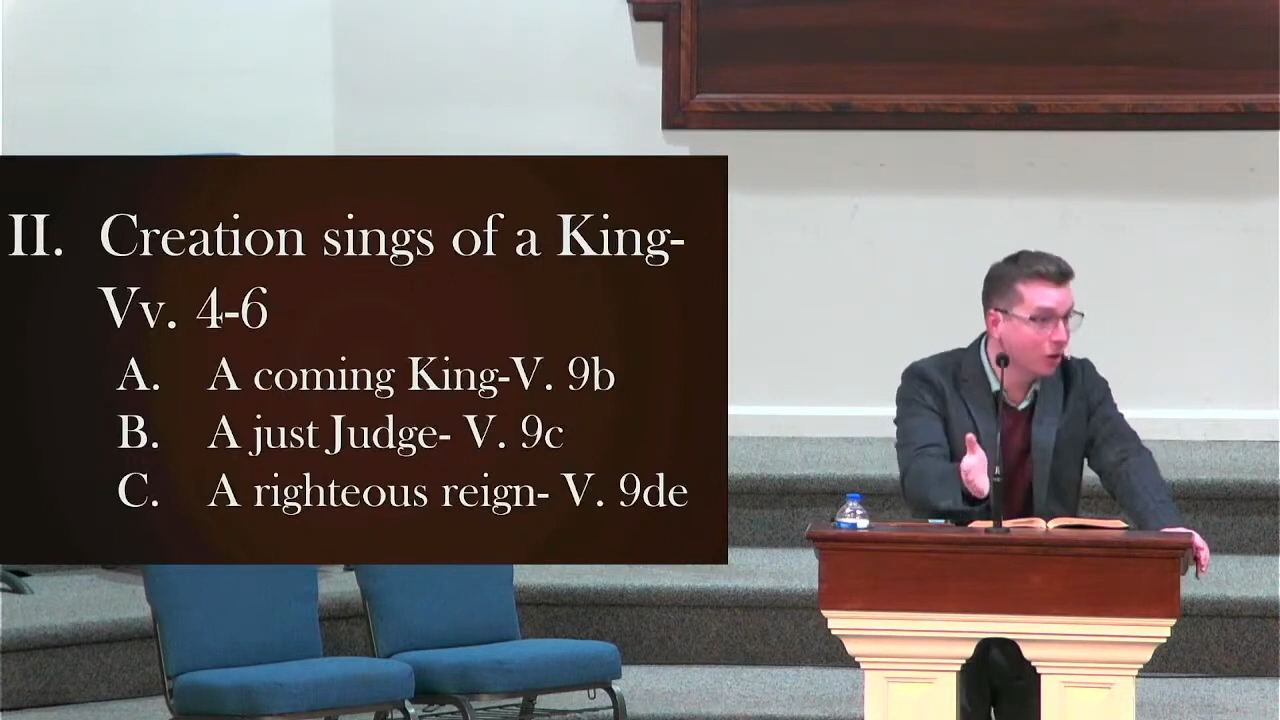 II. Creation sings of a King-
Vv. 4-6
A. A coming King-V. 9b
B. A just Judge- V. 9c
C. A righteous reign- V. 9de